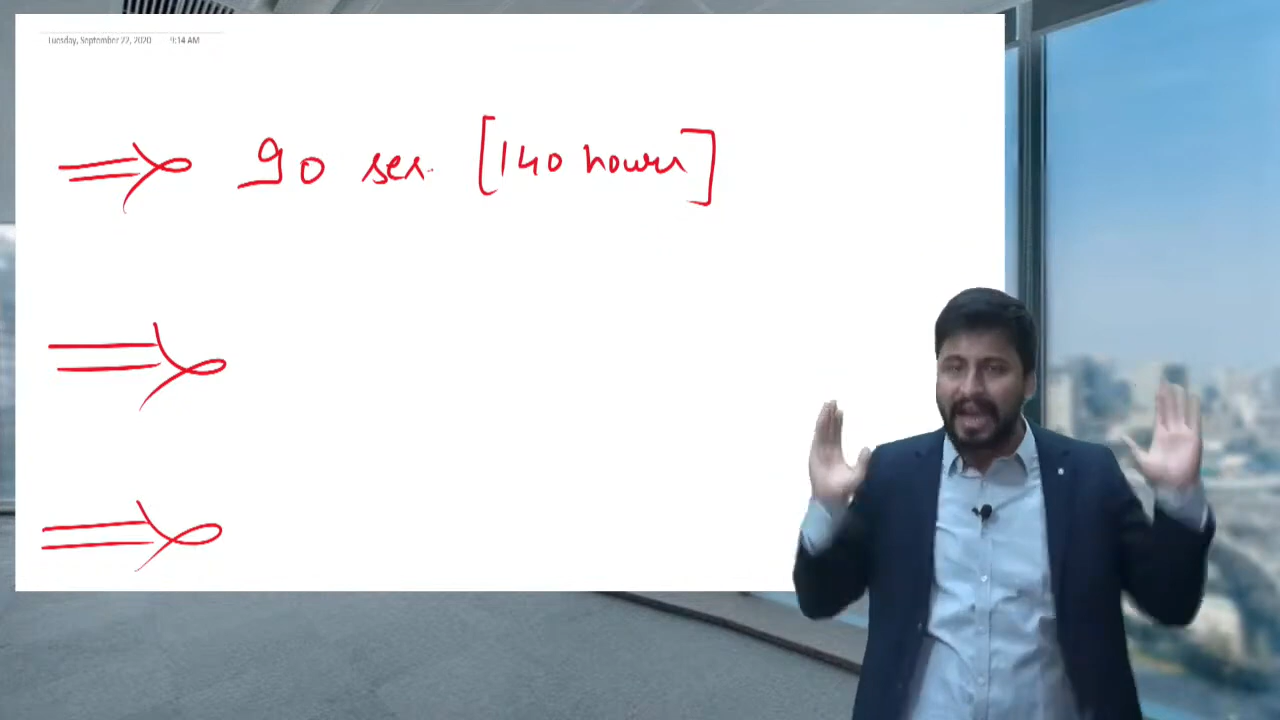 Tuesday, September 22, 2020 9:14 AM
⇒ 90 ses. [140 hours]
⇒
⇒